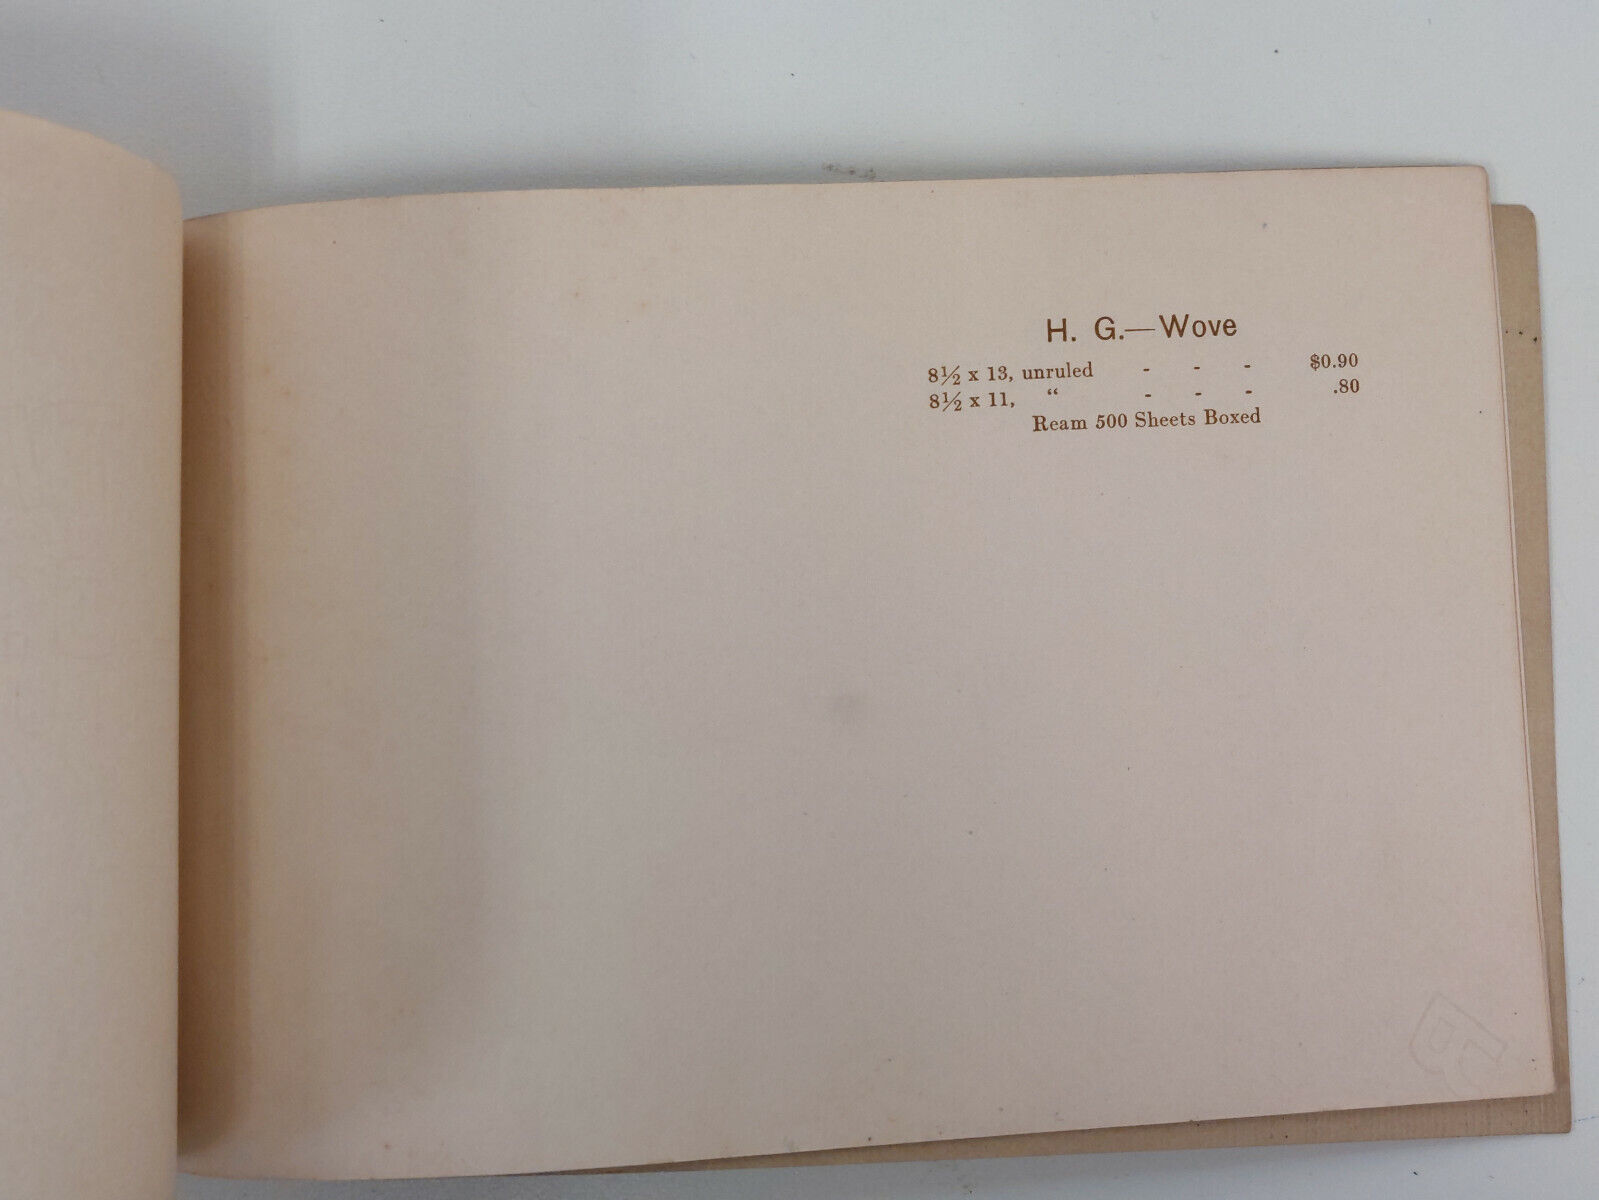 H. G.—Wove
8½ x 13, unruled - - - $0.90
8½ x 11, “ - - - .80
Ream 500 Sheets Boxed